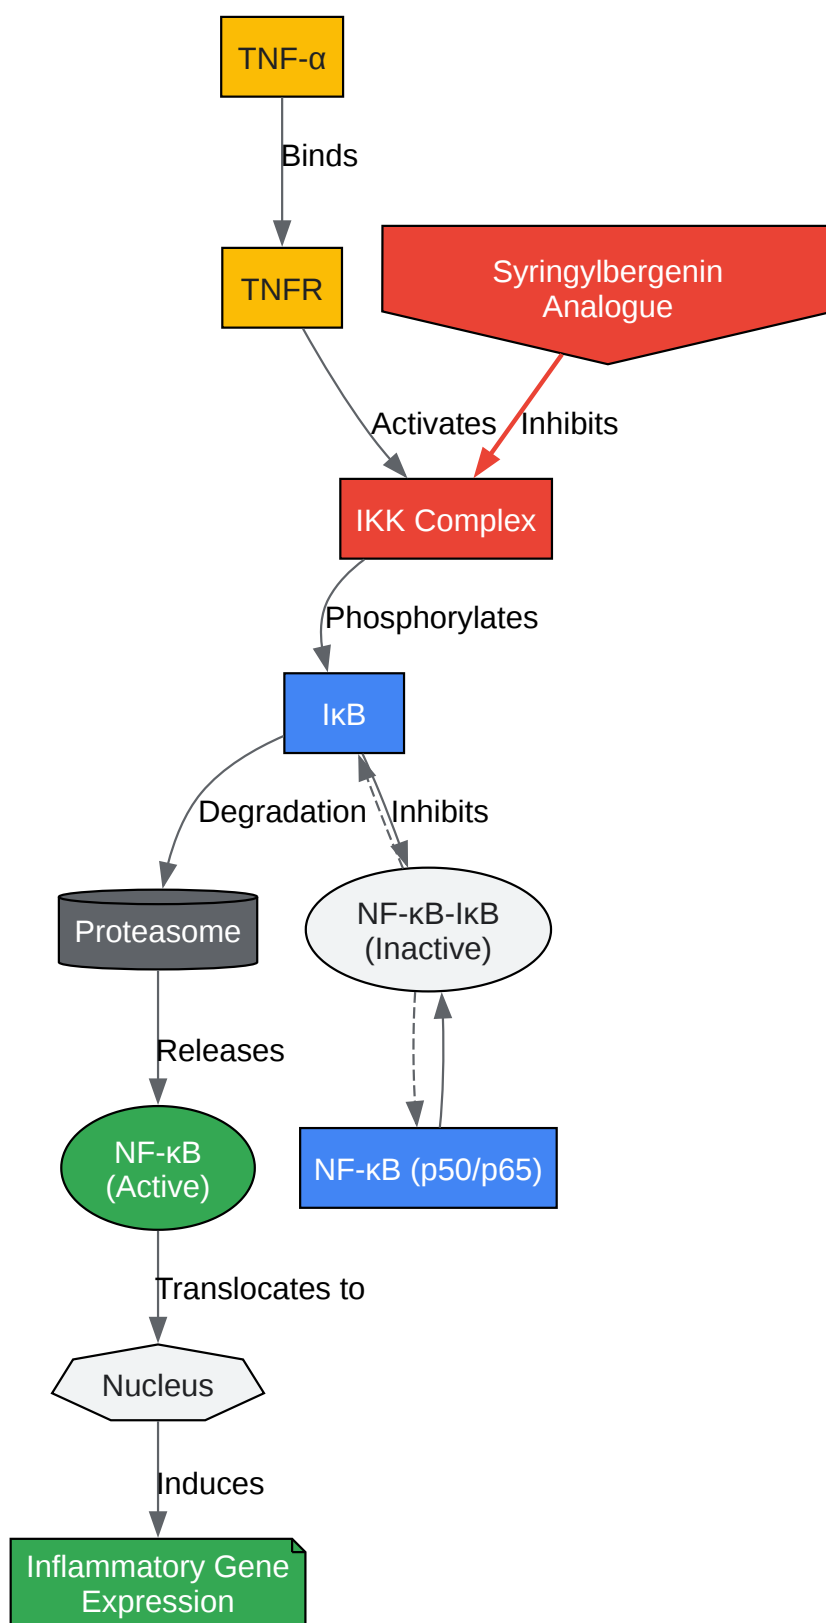 TNF-α
Binds
TNFR
Syringylbergenin
Analogue
Activates
Inhibits
IKK Complex
Phosphorylates
IκB
Degradation
Inhibits
Proteasome
NF-κB-IκB
(Inactive)
Releases
NF-κB
(Active)
NF-κB (p50/p65)
Translocates to
Nucleus
Induces
Inflammatory Gene
Expression